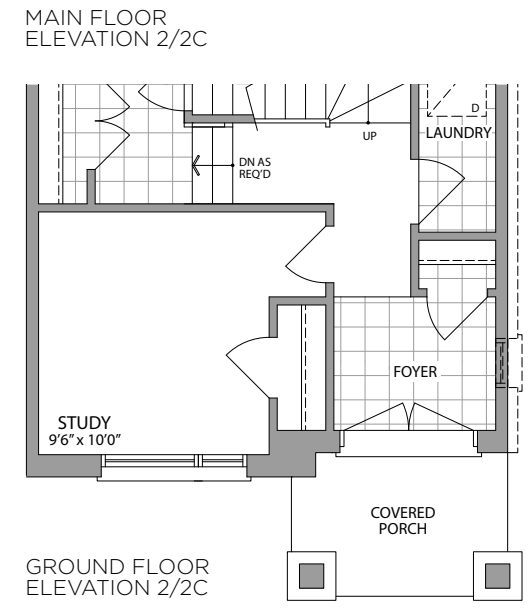 MAIN FLOOR
ELEVATION 2/2C
D
LAUNDRY
UP
DN AS
REQ'D
FOYER
STUDY
9'6" x 10'0"
COVERED
PORCH
GROUND FLOOR
ELEVATION 2/2C